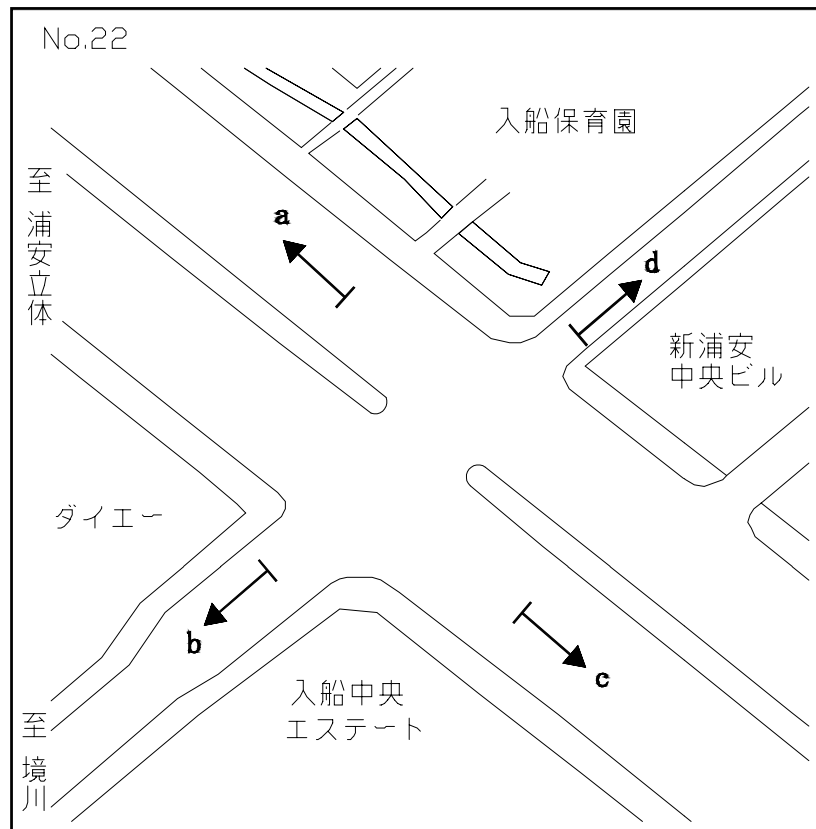 No.22
入船保育園
至 浦安立体
a
d
新浦安
中央ビル
ダイエー
b
c
入船中央
エステート
至 境川